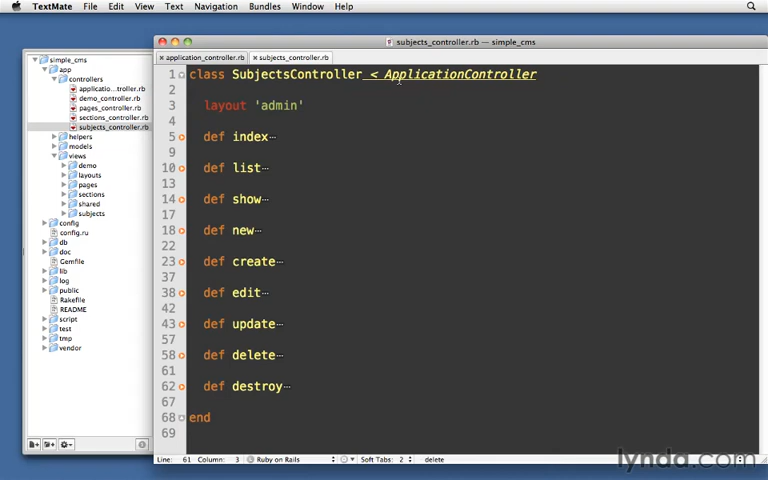 TextMate File Edit View Text Navigation Bundles Window Help
subjects_controller.rb — simple_cms
application_controller.rb subjects_controller.rb
simple_cms
app
controllers
applicatio...troller.rb
demo_controller.rb
pages_controller.rb
sections_controller.rb
subjects_controller.rb
helpers
models
views
demo
layouts
pages
sections
shared
subjects
config
config.ru
db
doc
Gemfile
lib
log
public
Rakefile
README
script
test
tmp
vendor
1 class SubjectsController < ApplicationController
2
3 layout 'admin'
4
5 def index…
9
10 def list…
13
14 def show…
17
18 def new…
22
23 def create…
37
38 def edit…
42
43 def update…
57
58 def delete…
61
62 def destroy…
67
68 end
69
Line: 61 Column: 3 Ruby on Rails Soft Tabs: 2 delete
lynda.com